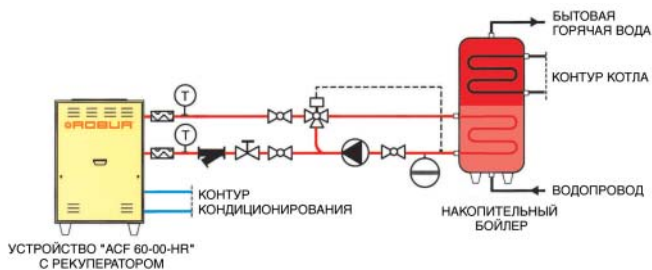 БЫТОВАЯ
ГОРЯЧАЯ ВОДА
КОНТУР КОТЛА
T
T
ROBUR
КОНТУР
КОНДИЦИОНИРОВАНИЯ
ВОДОПРОВОД
НАКОПИТЕЛЬНЫЙ
БОЙЛЕР
УСТРОЙСТВО "ACF 60-00-HR"
С РЕКУПЕРАТОРОМ